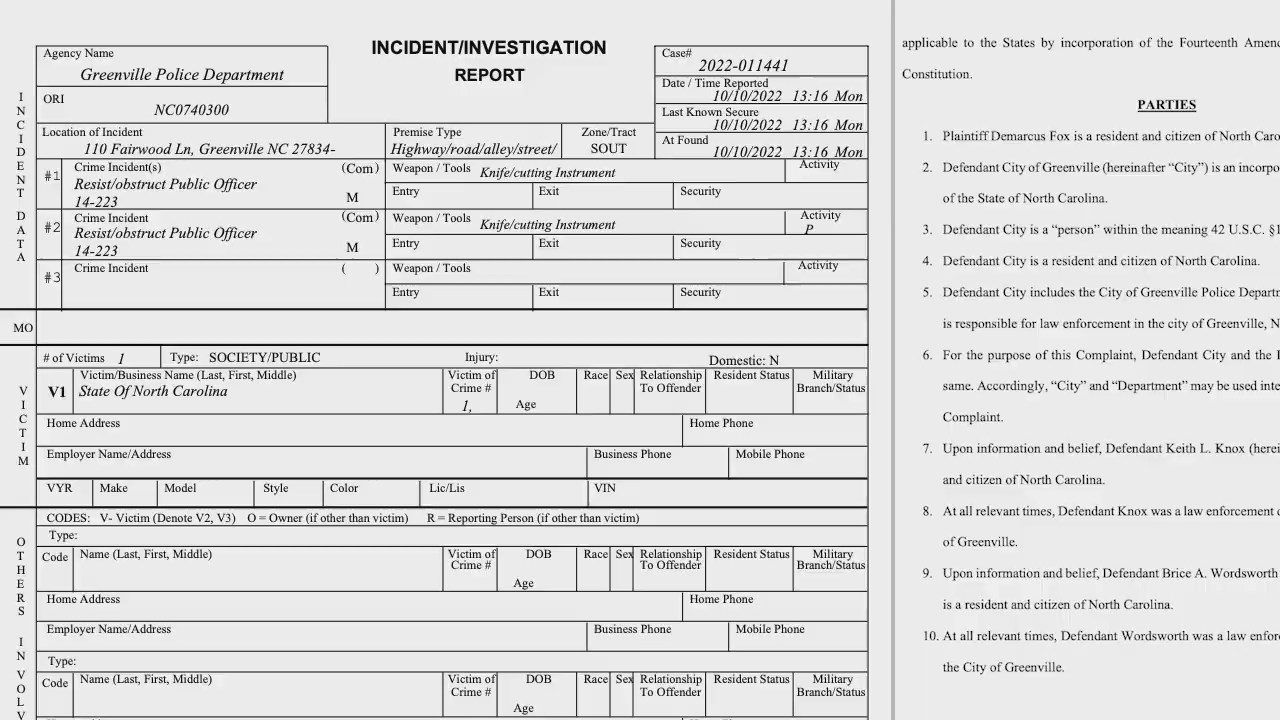 INCIDENT/INVESTIGATION
REPORT
Agency Name
Greenville Police Department
ORI
NC0740300
Case#
2022-011441
Date / Time Reported
10/10/2022 13:16 Mon
Last Known Secure
10/10/2022 13:16 Mon
At Found
10/10/2022 13:16 Mon
INCIDENT DATA
Location of Incident
110 Fairwood Ln, Greenville NC 27834-
Premise Type
Highway/road/alley/street/
Zone/Tract
SOUT
#1
Crime Incident(s)
(Com)
Resist/obstruct Public Officer
14-223
M
Weapon / Tools Knife/cutting Instrument
Activity
Entry Exit Security
#2
Crime Incident
(Com)
Resist/obstruct Public Officer
14-223
M
Weapon / Tools Knife/cutting Instrument
Activity
P
Entry Exit Security
#3
Crime Incident
( )
Weapon / Tools
Activity
Entry Exit Security
MO
VICTIM
# of Victims 1 Type: SOCIETY/PUBLIC Injury: Domestic: N
V1
Victim/Business Name (Last, First, Middle)
State Of North Carolina
Victim of
Crime #
1,
DOB
Age
Race Sex
Relationship
To Offender
Resident Status
Military
Branch/Status
Home Address Home Phone
Employer Name/Address Business Phone Mobile Phone
VYR Make Model Style Color Lic/Lis VIN
OTHERS INVOLV
CODES: V- Victim (Denote V2, V3) O = Owner (if other than victim) R = Reporting Person (if other than victim)
Type:
Code Name (Last, First, Middle)
Victim of
Crime #
DOB
Age
Race Sex
Relationship
To Offender
Resident Status
Military
Branch/Status
Home Address Home Phone
Employer Name/Address Business Phone Mobile Phone
Type:
Code Name (Last, First, Middle)
Victim of
Crime #
DOB
Age
Race Sex
Relationship
To Offender
Resident Status
Military
Branch/Status
applicable to the States by incorporation of the Fourteenth Amen
Constitution.
PARTIES
1. Plaintiff Demarcus Fox is a resident and citizen of North Caro
2. Defendant City of Greenville (hereinafter “City”) is an incorpo
of the State of North Carolina.
3. Defendant City is a “person” within the meaning 42 U.S.C. §1
4. Defendant City is a resident and citizen of North Carolina.
5. Defendant City includes the City of Greenville Police Departn
is responsible for law enforcement in the city of Greenville, N
6. For the purpose of this Complaint, Defendant City and the
same. Accordingly, “City” and “Department” may be used inte
Complaint.
7. Upon information and belief, Defendant Keith L. Knox (herei
and citizen of North Carolina.
8. At all relevant times, Defendant Knox was a law enforcement
of Greenville.
9. Upon information and belief, Defendant Brice A. Wordsworth
is a resident and citizen of North Carolina.
10. At all relevant times, Defendant Wordsworth was a law enfor
the City of Greenville.